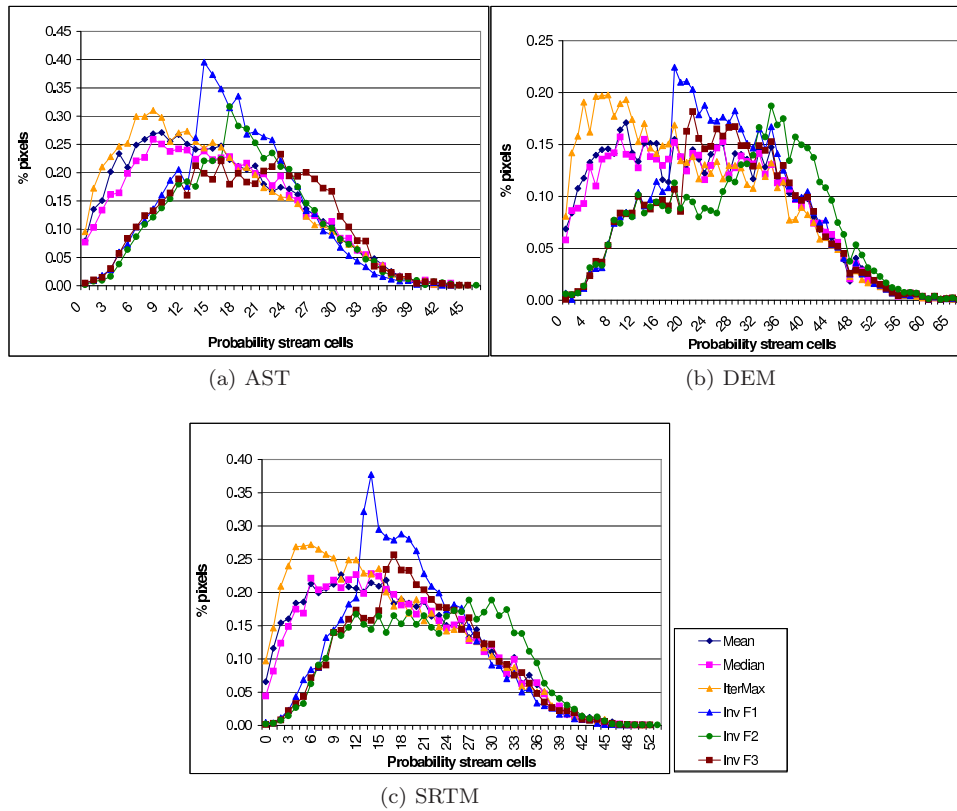 0.45
0.40
0.35
0.30
0.25
0.20
0.15
0.10
0.05
0.00
% pixels
0 3 6 9 12 15 18 21 24 27 30 33 36 39 42 45
Probability stream cells
(a) AST
0.25
0.20
0.15
0.10
0.05
0.00
% pixels
0 4 8 12 16 20 24 28 32 36 40 44 48 52 56 60 65
Probability stream cells
(b) DEM
0.40
0.35
0.30
0.25
0.20
0.15
0.10
0.05
0.00
% pixels
0 3 6 9 12 15 18 21 24 27 30 33 36 39 42 45 48 52
Probability stream cells
Mean
Median
IterMax
Inv F1
Inv F2
Inv F3
(c) SRTM